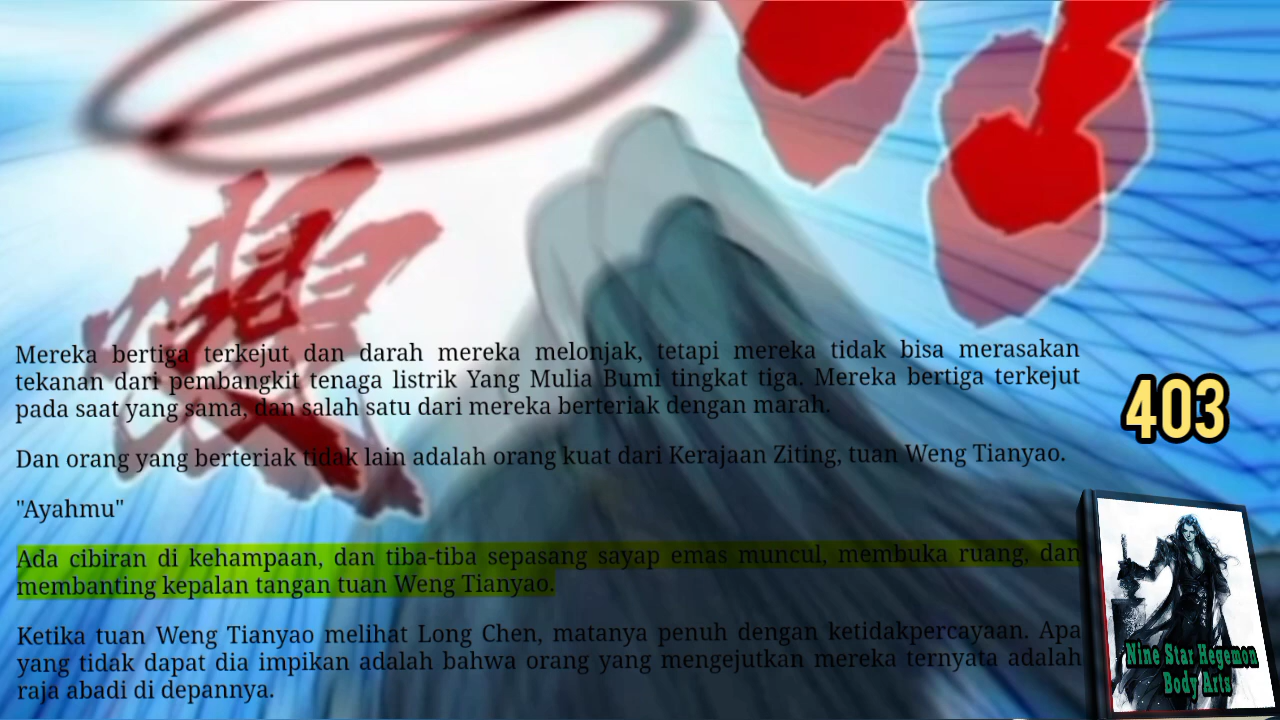 Mereka bertiga terkejut dan darah mereka melonjak, tetapi mereka tidak bisa merasakan
tekanan dari pembangkit tenaga listrik Yang Mulia Bumi tingkat tiga. Mereka bertiga terkejut
pada saat yang sama, dan salah satu dari mereka berteriak dengan marah.
Dan orang yang berteriak tidak lain adalah orang kuat dari Kerajaan Ziting, tuan Weng Tianyao.
"Ayahmu"
Ada cibiran di kehampaan, dan tiba-tiba sepasang sayap emas muncul, membuka ruang, dan
membanting kepalan tangan tuan Weng Tianyao.
Ketika tuan Weng Tianyao melihat Long Chen, matanya penuh dengan ketidakpercayaan. Apa
yang tidak dapat dia impikan adalah bahwa orang yang mengejutkan mereka ternyata adalah
raja abadi di depannya.
403
Nine Star Hegemon
Body Arts